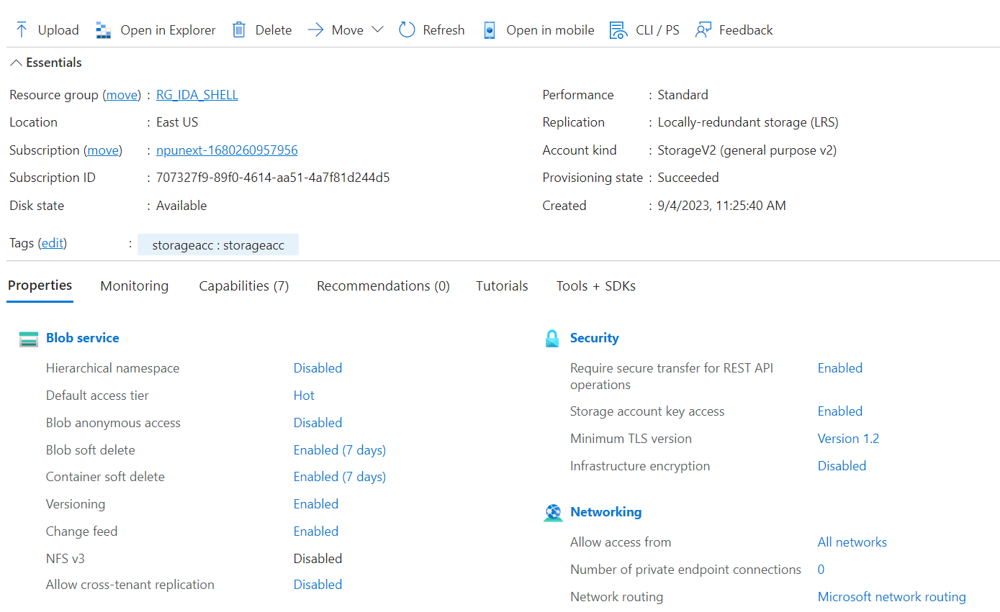 Upload Open in Explorer Delete Move Refresh Open in mobile CLI / PS Feedback
Essentials
Resource group (move) : RG_IDA_SHELL
Location : East US
Subscription (move) : npunext-1680260957956
Subscription ID : 707327f9-89f0-4614-aa51-4a7f81d244d5
Disk state : Available
Performance : Standard
Replication : Locally-redundant storage (LRS)
Account kind : StorageV2 (general purpose v2)
Provisioning state : Succeeded
Created : 9/4/2023, 11:25:40 AM
Tags (edit) : storageacc : storageacc
Properties Monitoring Capabilities (7) Recommendations (0) Tutorials Tools + SDKs
Blob service
Hierarchical namespace Disabled
Default access tier Hot
Blob anonymous access Disabled
Blob soft delete Enabled (7 days)
Container soft delete Enabled (7 days)
Versioning Enabled
Change feed Enabled
NFS v3 Disabled
Allow cross-tenant replication Disabled
Security
Require secure transfer for REST API Enabled
operations
Storage account key access Enabled
Minimum TLS version Version 1.2
Infrastructure encryption Disabled
Networking
Allow access from All networks
Number of private endpoint connections 0
Network routing Microsoft network routing